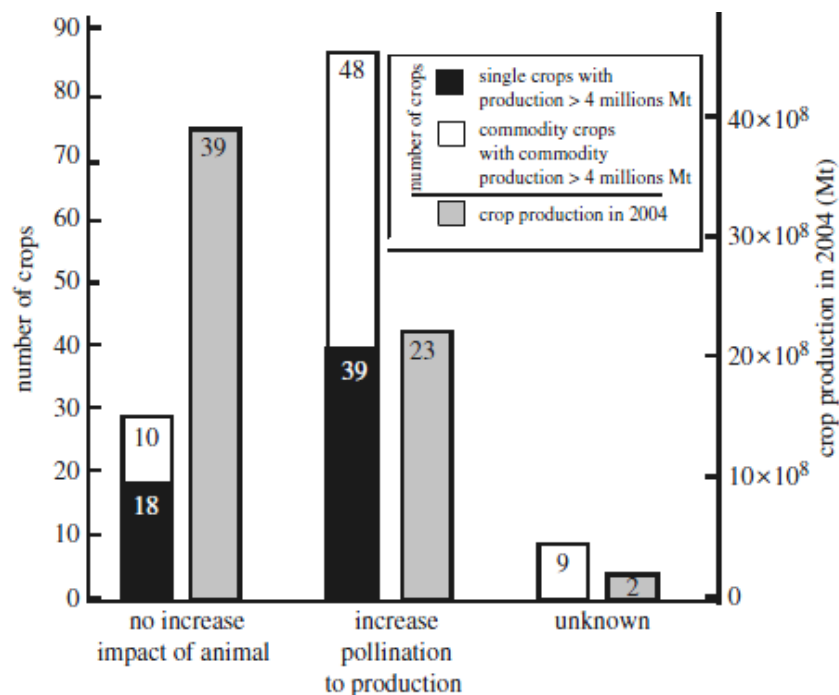 90
80
70
60
50
40
30
20
10
0
number of crops
40×10⁸
30×10⁸
20×10⁸
10×10⁸
0
crop production in 2004 (Mt)
number of crops
single crops with
production > 4 millions Mt
commodity crops
with commodity
production > 4 millions Mt
crop production in 2004
10
18
39
48
39
23
9
2
no increase
impact of animal
increase
pollination
to production
unknown